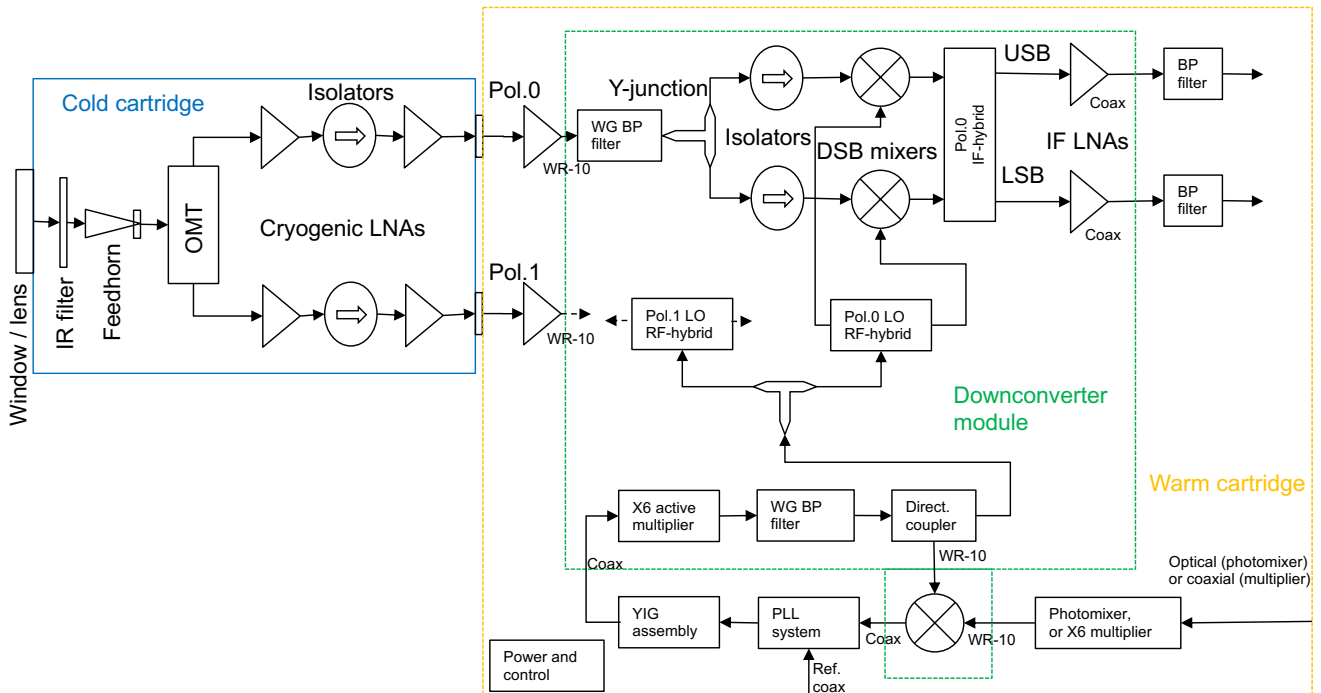 Cold cartridge
Isolators
Cryogenic LNAs
OMT
Window / lens
IR filter
Feedhorn
Pol.0
WR-10
Pol.1
WR-10
WG BP
filter
Y-junction
Isolators
DSB mixers
Pol.0
IF-hybrid
USB
LSB
IF LNAs
Coax
Coax
BP
filter
BP
filter
Pol.1 LO
RF-hybrid
Pol.0 LO
RF-hybrid
Downconverter
module
Warm cartridge
X6 active
multiplier
WG BP
filter
Direct.
coupler
WR-10
Coax
Optical (photomixer)
or coaxial (multiplier)
YIG
assembly
PLL
system
Coax
WR-10
Photomixer,
or X6 multiplier
Power and
control
Ref.
coax